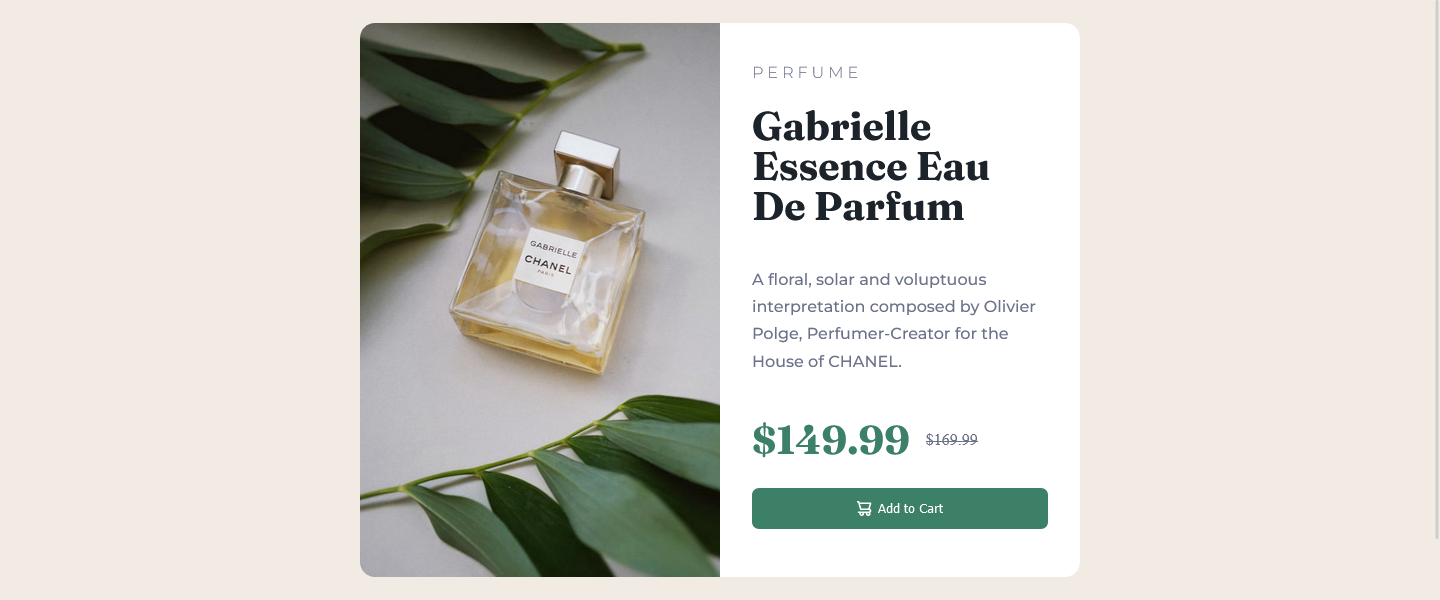 GABRIELLE
CHANEL
PARIS
PERFUME
Gabrielle
Essence Eau
De Parfum
A floral, solar and voluptuous
interpretation composed by Olivier
Polge, Perfumer-Creator for the
House of CHANEL.
$149.99 $169.99
Add to Cart